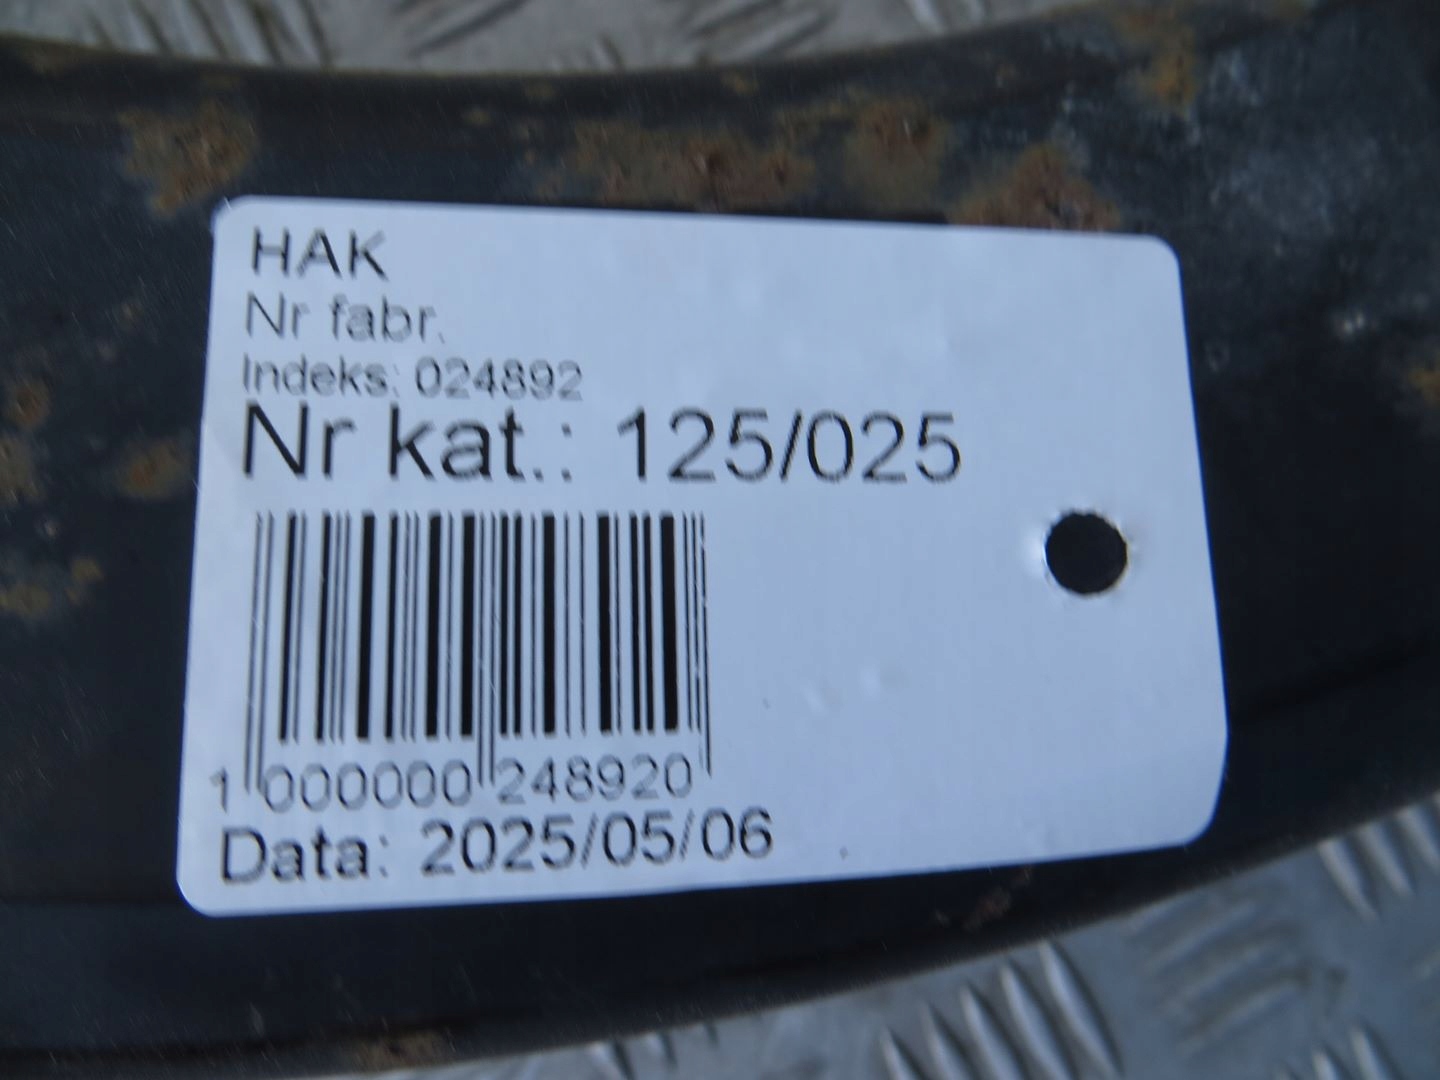 HAK
Nr fabr.
Indeks: 024892
Nr kat.: 125/025
1 000000 248920
Data: 2025/05/06